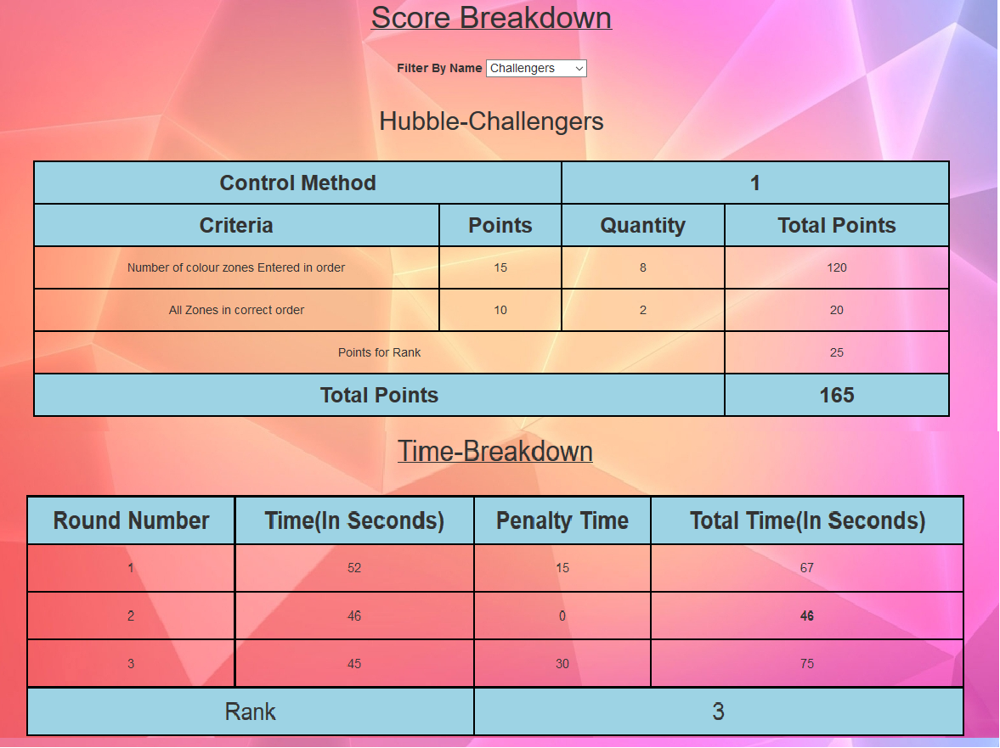 Score Breakdown
Filter By Name Challengers
Hubble-Challengers
Control Method 1
Criteria Points Quantity Total Points
Number of colour zones Entered in order 15 8 120
All Zones in correct order 10 2 20
Points for Rank 25
Total Points 165
Time-Breakdown
Round Number Time(In Seconds) Penalty Time Total Time(In Seconds)
1 52 15 67
2 46 0 46
3 45 30 75
Rank 3